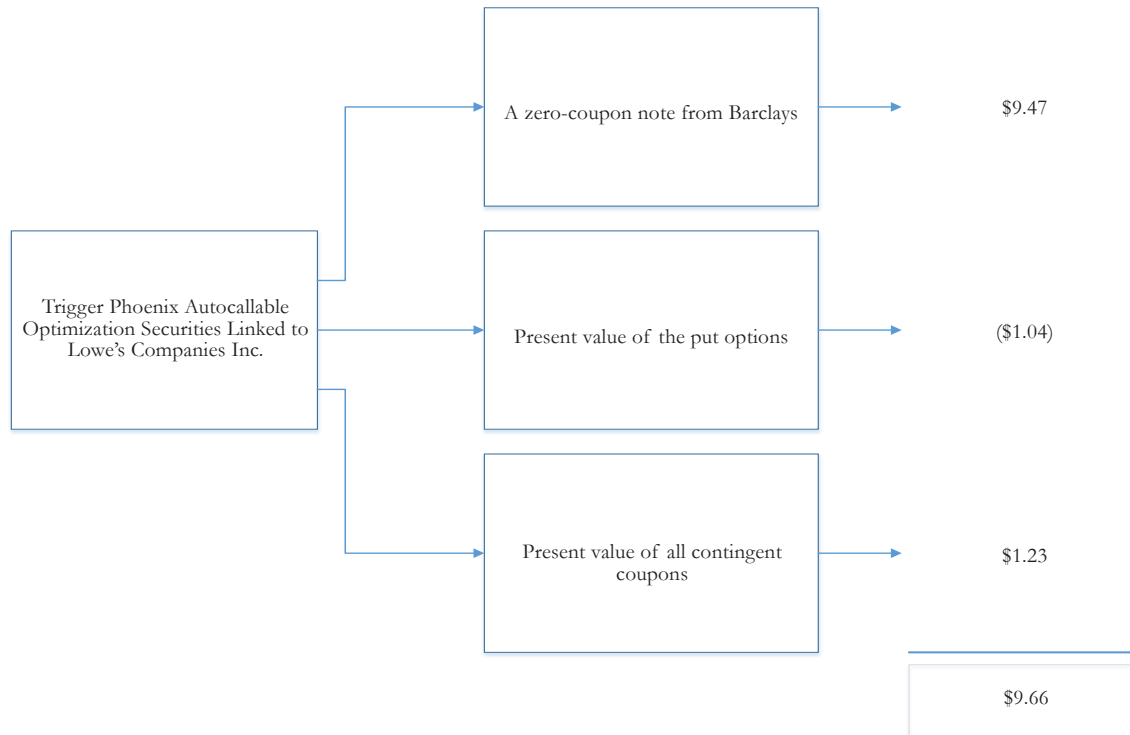 A zero-coupon note from Barclays
$9.47
Trigger Phoenix Autocallable
Optimization Securities Linked to
Lowe's Companies Inc.
Present value of the put options
($1.04)
Present value of all contingent
coupons
$1.23
$9.66